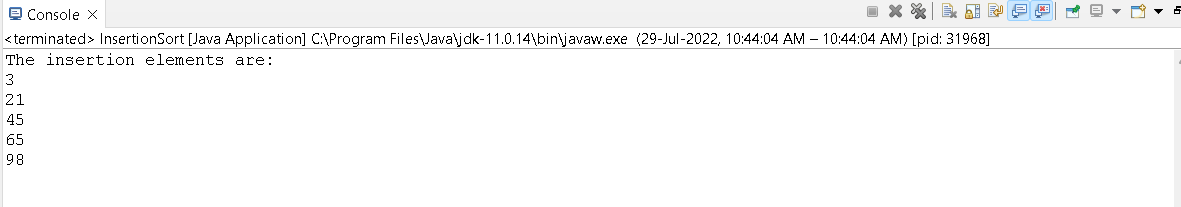 Console
<terminated> InsertionSort [Java Application] C:\Program Files\Java\jdk-11.0.14\bin\javaw.exe (29-Jul-2022, 10:44:04 AM – 10:44:04 AM) [pid: 31968]
The insertion elements are:
3
21
45
65
98